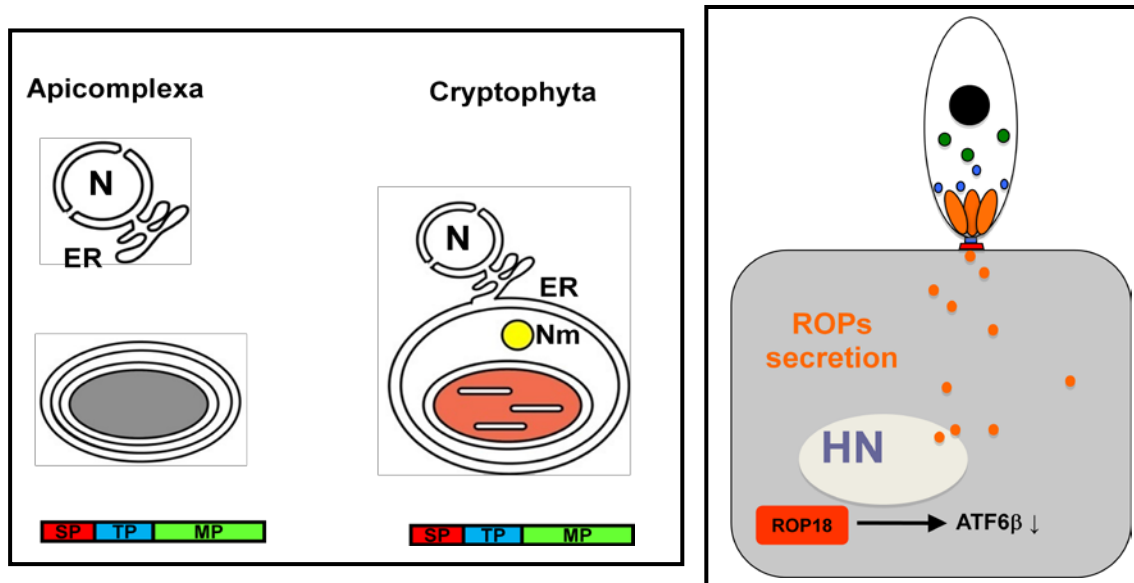 Apicomplexa
N
ER
SP TP MP
Cryptophyta
N
ER
Nm
SP TP MP
ROPs
secretion
HN
ROP18 ATF6β ↓